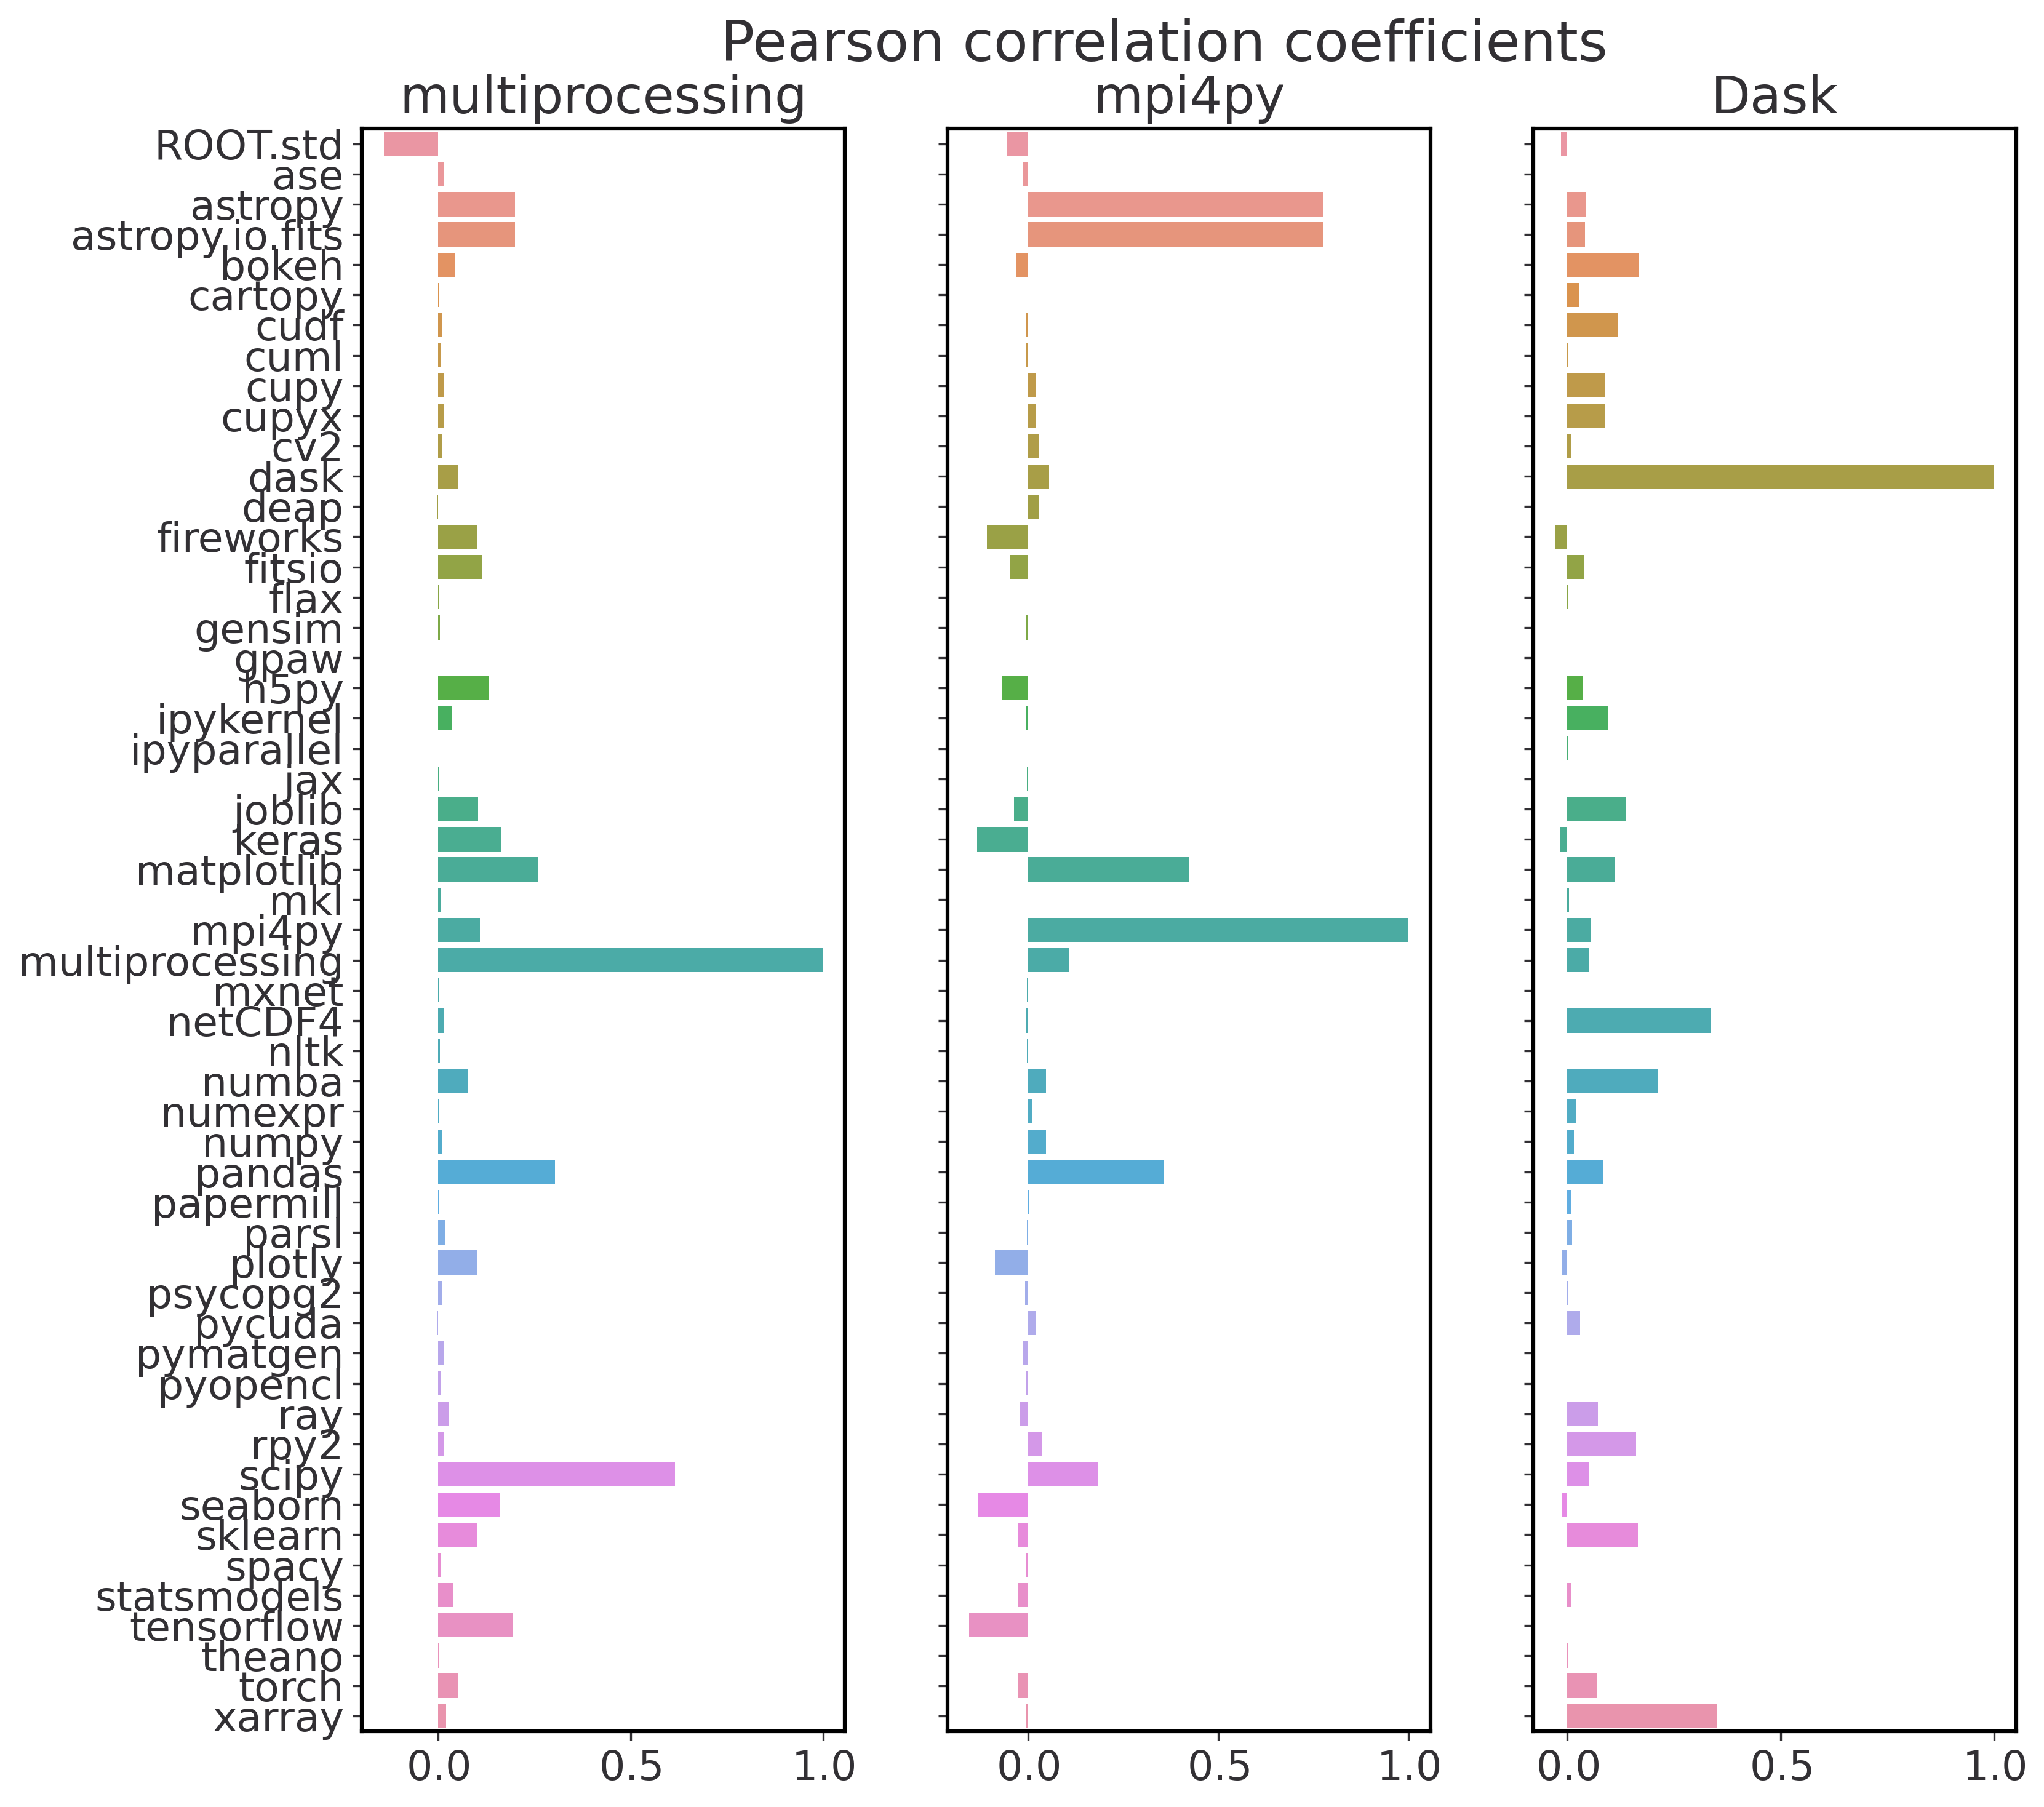 Pearson correlation coefficients
multiprocessing
mpi4py
Dask
ROOT.std
ase
astropy
astropy.io.fits
bokeh
cartopy
cudf
cuml
cupy
cupyx
cv2
dask
deap
fireworks
fitsio
flax
gensim
gpaw
h5py
ipykernel
ipyparallel
jax
joblib
keras
matplotlib
mkl
mpi4py
multiprocessing
mxnet
netCDF4
nltk
numba
numexpr
numpy
pandas
papermill
parsl
plotly
psycopg2
pycuda
pymatgen
pyopencl
ray
rpy2
scipy
seaborn
sklearn
spacy
statsmodels
tensorflow
theano
torch
xarray
0.0 0.5 1.0
0.0 0.5 1.0
0.0 0.5 1.0